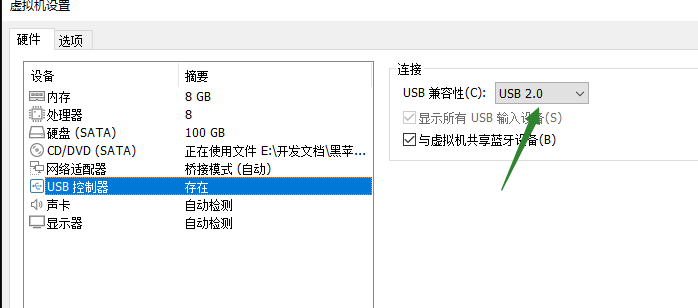 虚拟机设置
硬件 选项
设备 摘要
内存 8 GB
处理器 8
硬盘 (SATA) 100 GB
CD/DVD (SATA) 正在使用文件 E:\开发文档\黑苹...
网络适配器 桥接模式 (自动)
USB 控制器 存在
声卡 自动检测
显示器 自动检测
连接
USB 兼容性(C): USB 2.0
显示所有 USB 输入设备(S)
与虚拟机共享蓝牙设备(B)